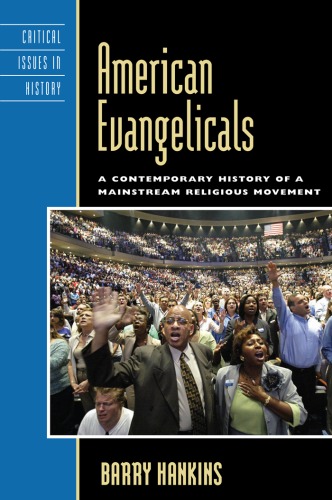 CRITICAL
ISSUES IN
HISTORY
American
Evangelicals
A CONTEMPORARY HISTORY OF A
MAINSTREAM RELIGIOUS MOVEMENT
BARRY HANKINS